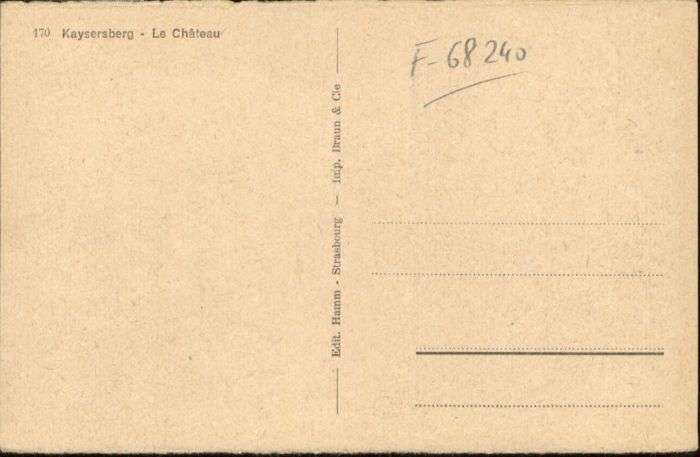 170 Kaysersberg - Le Château
F-68240
Edit. Hamm - Strasbourg — Imp. Braun & Cie